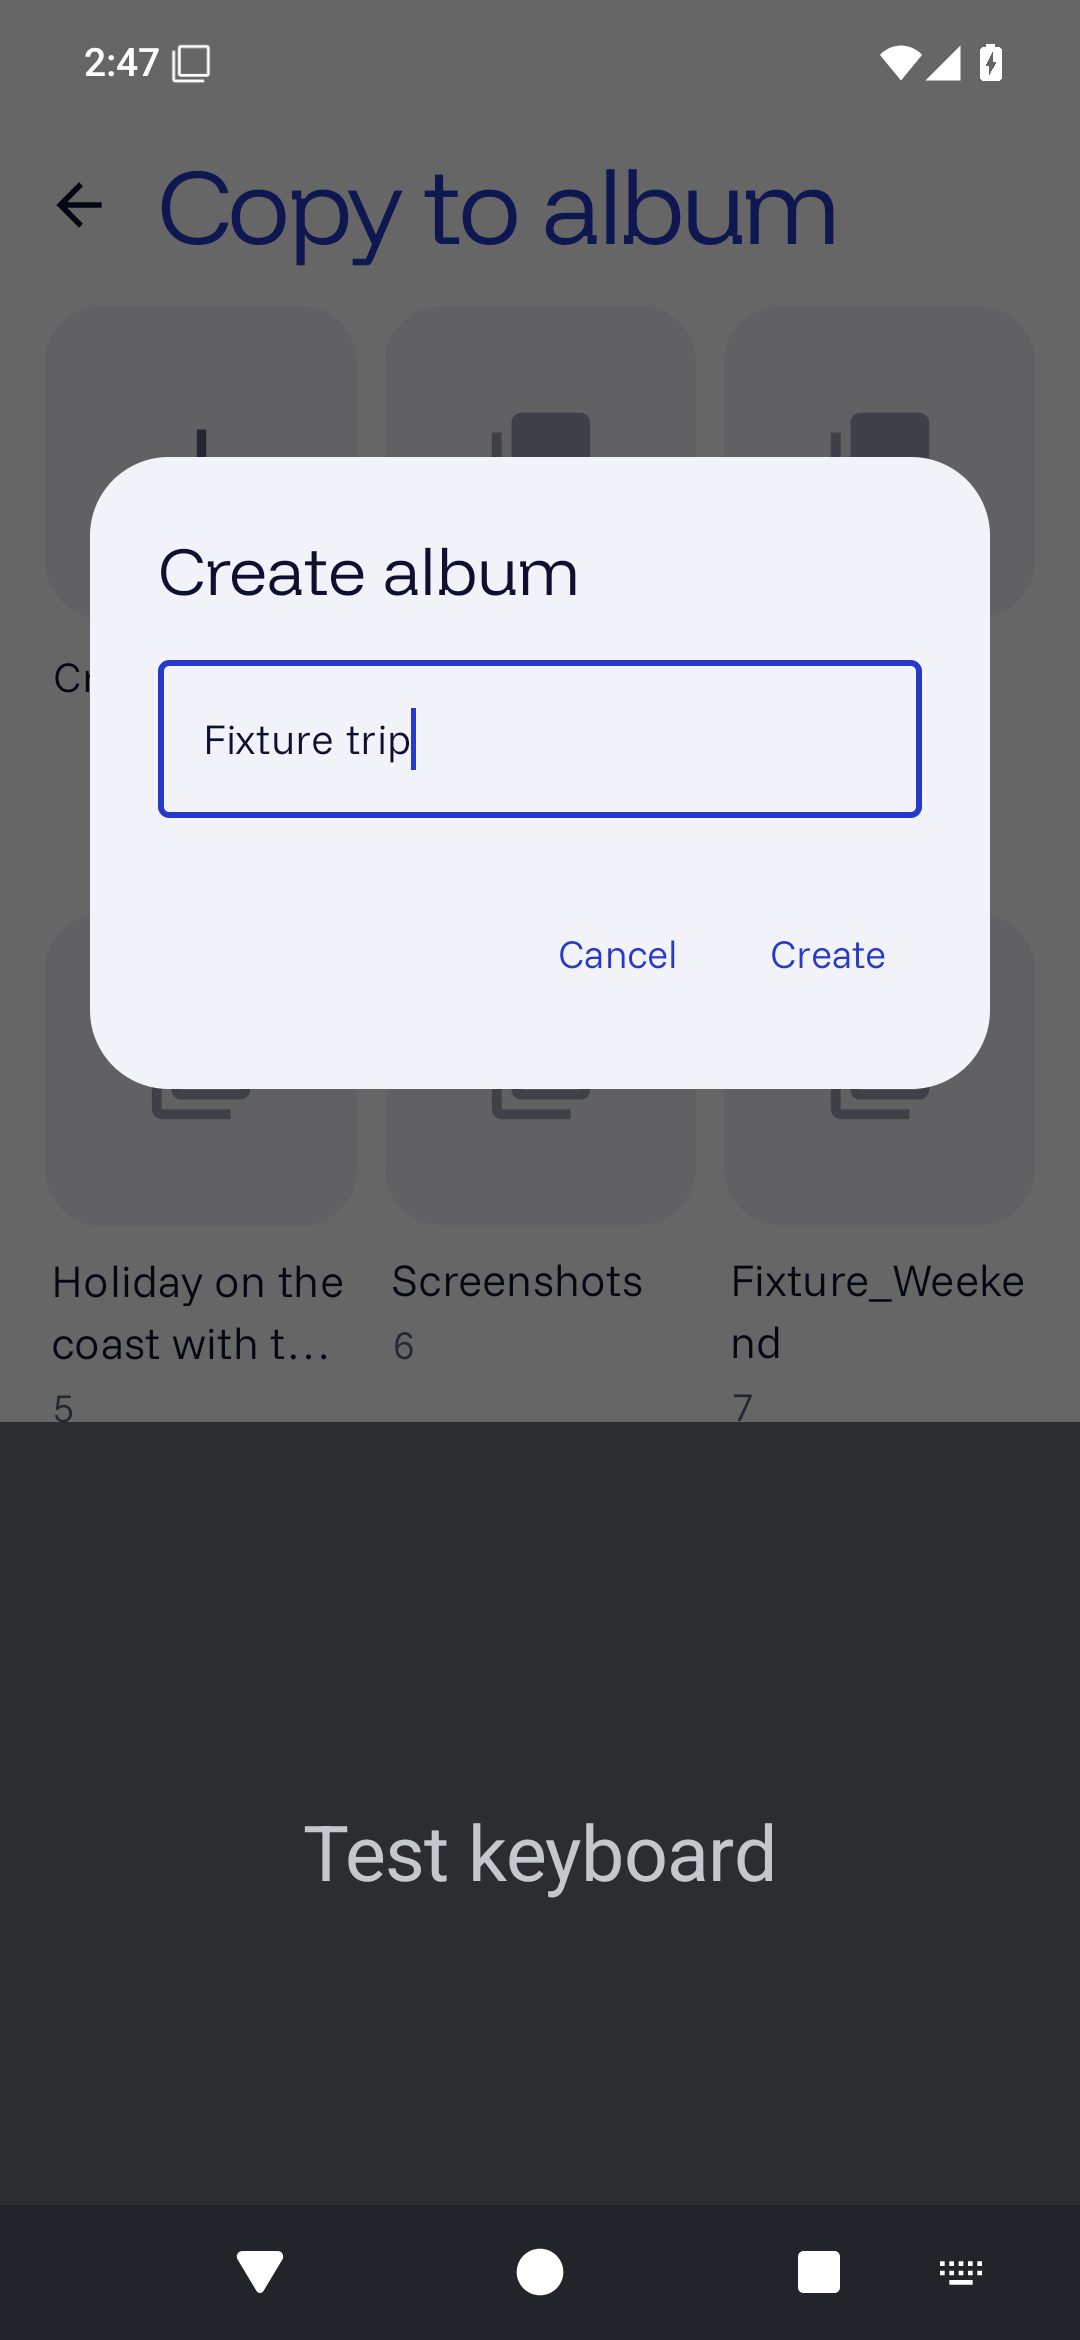 2:47
Copy to album
Create album
Fixture trip
Cancel Create
Holiday on the
coast with t...
5
Screenshots
6
Fixture_Weeke
nd
7
Test keyboard